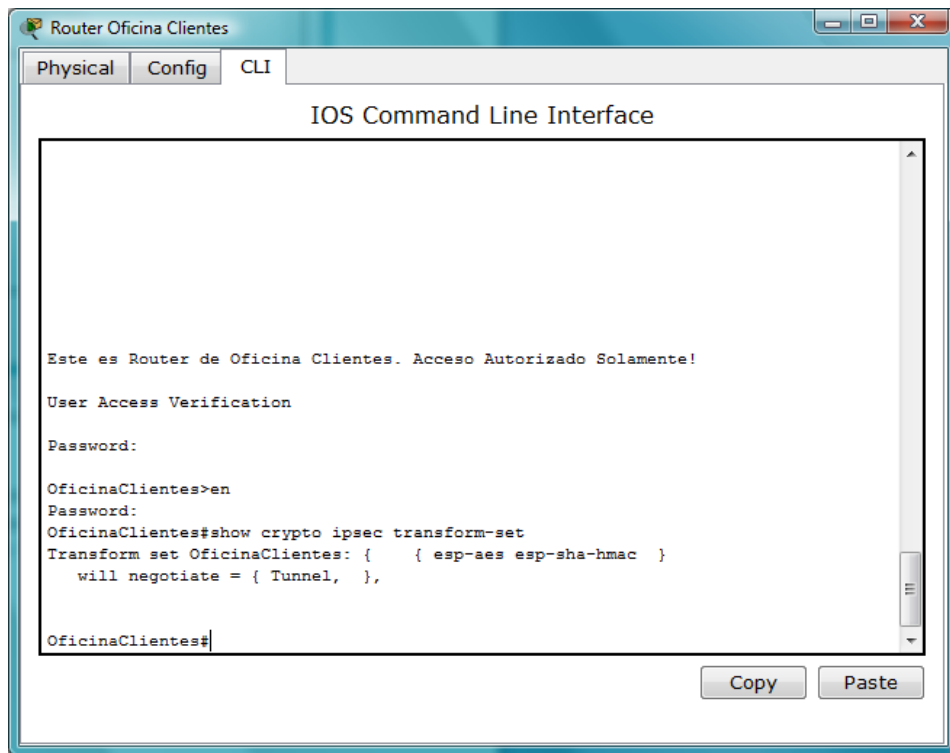 Router Oficina Clientes
Physical Config CLI
IOS Command Line Interface
Este es Router de Oficina Clientes. Acceso Autorizado Solamente!
User Access Verification
Password:
OficinaClientes>en
Password:
OficinaClientes#show crypto ipsec transform-set
Transform set OficinaClientes: {    { esp-aes esp-sha-hmac  }
   will negotiate = { Tunnel,  },
OficinaClientes#
Copy Paste